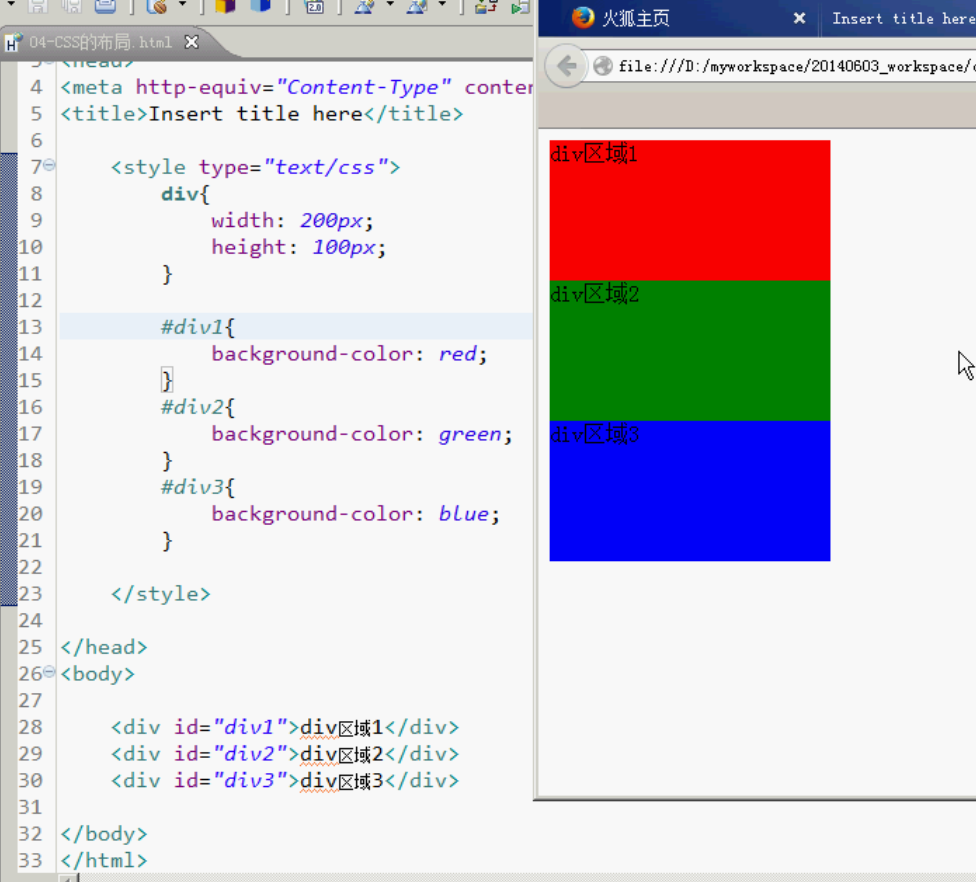 04-CSS的布局.html
3 <head>
4 <meta http-equiv="Content-Type" conten
5 <title>Insert title here</title>
6
7 <style type="text/css">
8 div{
9 width: 200px;
10 height: 100px;
11 }
12
13 #div1{
14 background-color: red;
15 }
16 #div2{
17 background-color: green;
18 }
19 #div3{
20 background-color: blue;
21 }
22
23 </style>
24
25 </head>
26 <body>
27
28 <div id="div1">div区域1</div>
29 <div id="div2">div区域2</div>
30 <div id="div3">div区域3</div>
31
32 </body>
33 </html>
火狐主页
Insert title here
file:///D:/myworkspace/20140603_workspace/
div区域1
div区域2
div区域3